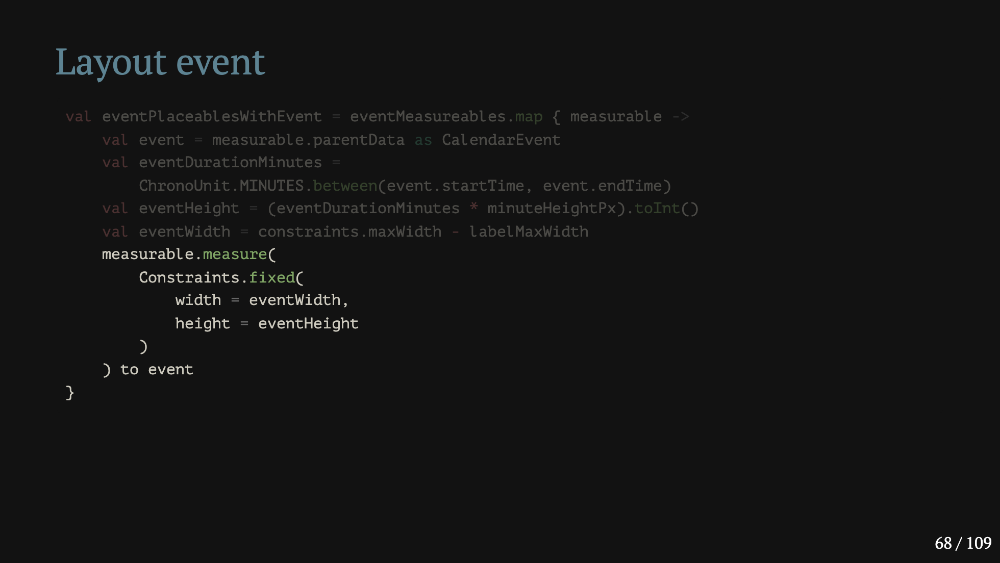 Layout event
val eventPlaceablesWithEvent = eventMeasureables.map { measurable ->
    val event = measurable.parentData as CalendarEvent
    val eventDurationMinutes =
        ChronoUnit.MINUTES.between(event.startTime, event.endTime)
    val eventHeight = (eventDurationMinutes * minuteHeightPx).toInt()
    val eventWidth = constraints.maxWidth - labelMaxWidth
    measurable.measure(
        Constraints.fixed(
            width = eventWidth,
            height = eventHeight
        )
    ) to event
}
68 / 109